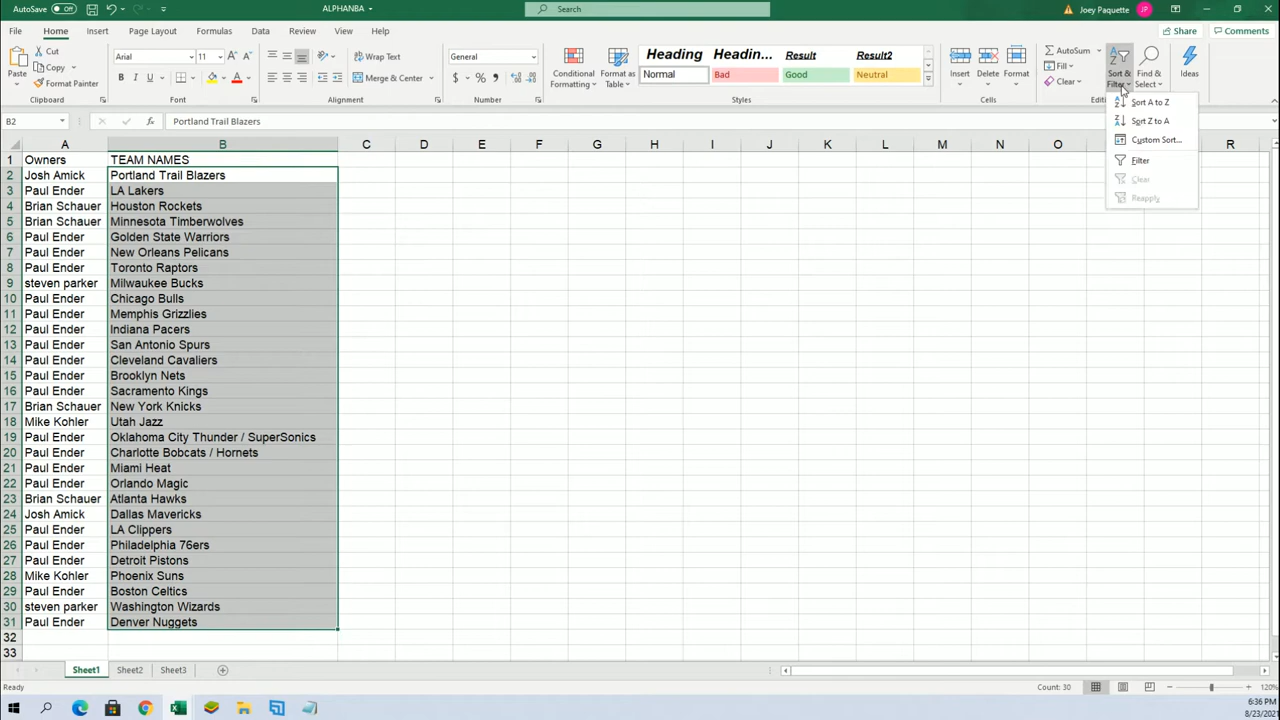 AutoSave Off ALPHANBA Search Joey Paquette JP
File Home Insert Page Layout Formulas Data Review View Help Share Comments
Paste Cut Copy Format Painter Clipboard
Arial 11 A A B I U A Font
Wrap Text Merge & Center Alignment
General $ % 9 Number
Conditional Formatting Format as Table
Heading Headin... Result Result2
Normal Bad Good Neutral
Styles
Insert Delete Format Cells
AutoSum Fill Clear Sort & Filter Find & Select Editi
Ideas
Sort A to Z
Sort Z to A
Custom Sort...
Filter
Clear
Reapply
B2 fx Portland Trail Blazers
A B C D E F G H I J K L M N O R
1 Owners TEAM NAMES
2 Josh Amick Portland Trail Blazers
3 Paul Ender LA Lakers
4 Brian Schauer Houston Rockets
5 Brian Schauer Minnesota Timberwolves
6 Paul Ender Golden State Warriors
7 Paul Ender New Orleans Pelicans
8 Paul Ender Toronto Raptors
9 steven parker Milwaukee Bucks
10 Paul Ender Chicago Bulls
11 Paul Ender Memphis Grizzlies
12 Paul Ender Indiana Pacers
13 Paul Ender San Antonio Spurs
14 Paul Ender Cleveland Cavaliers
15 Paul Ender Brooklyn Nets
16 Paul Ender Sacramento Kings
17 Brian Schauer New York Knicks
18 Mike Kohler Utah Jazz
19 Paul Ender Oklahoma City Thunder / SuperSonics
20 Paul Ender Charlotte Bobcats / Hornets
21 Paul Ender Miami Heat
22 Paul Ender Orlando Magic
23 Brian Schauer Atlanta Hawks
24 Josh Amick Dallas Mavericks
25 Paul Ender LA Clippers
26 Paul Ender Philadelphia 76ers
27 Paul Ender Detroit Pistons
28 Mike Kohler Phoenix Suns
29 Paul Ender Boston Celtics
30 steven parker Washington Wizards
31 Paul Ender Denver Nuggets
32
33
Sheet1 Sheet2 Sheet3
Ready Count: 30 120%
6:36 PM